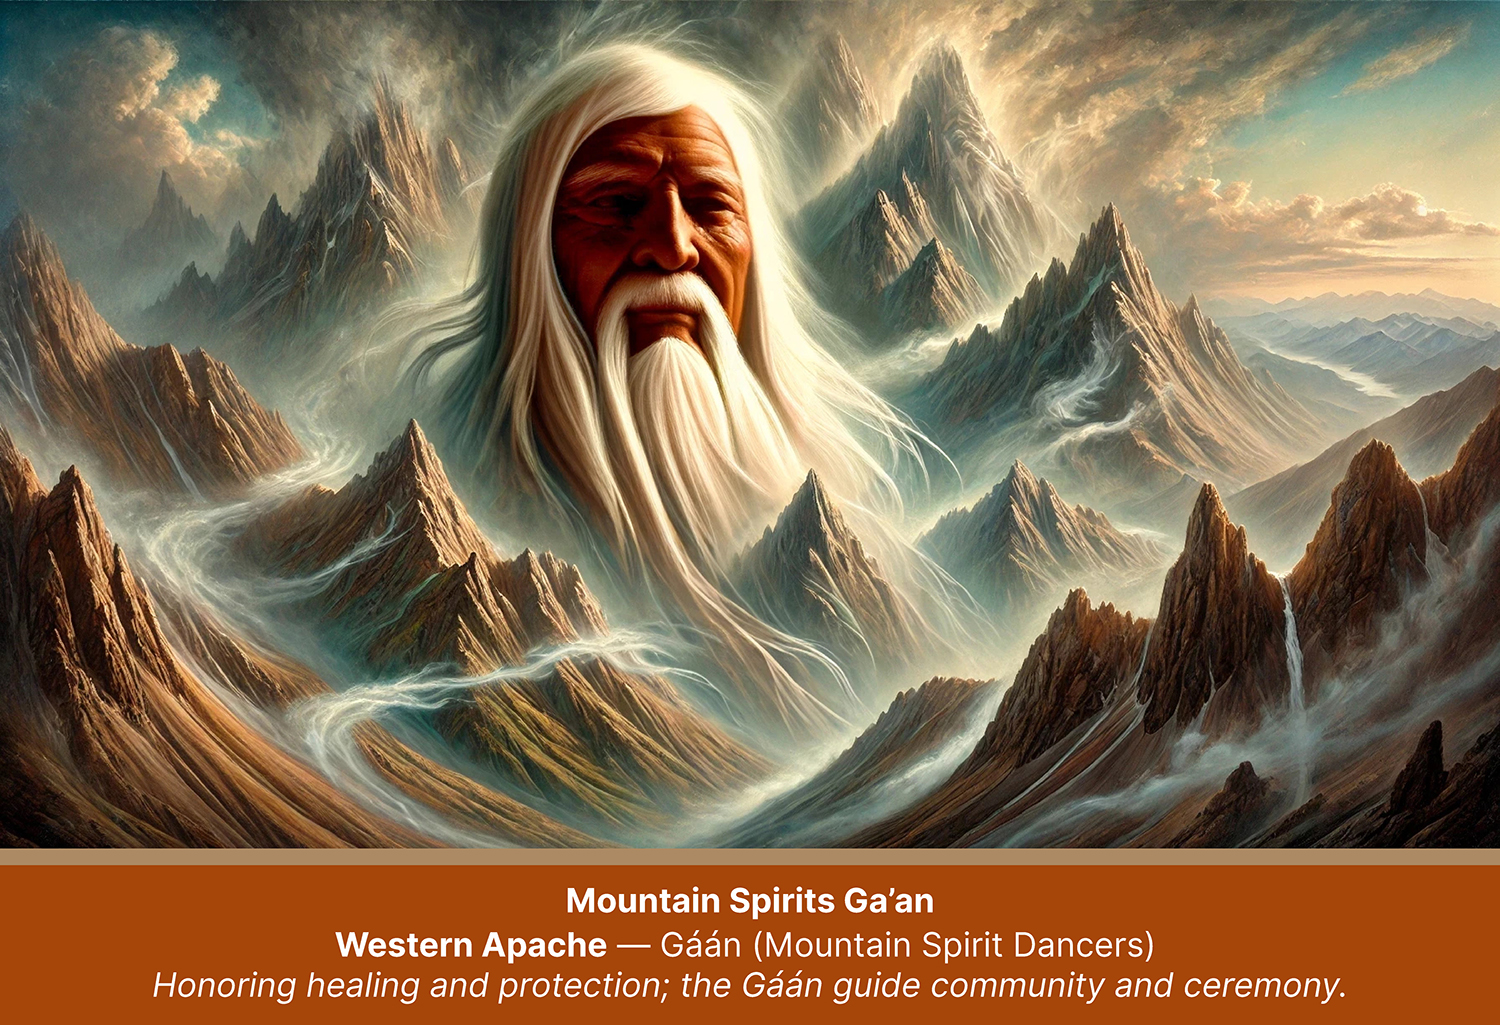 Mountain Spirits Ga’an
Western Apache — Gáán (Mountain Spirit Dancers)
Honoring healing and protection; the Gáán guide community and ceremony.